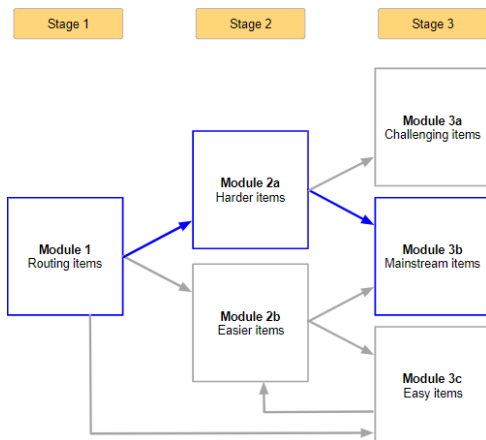 Stage 1
Stage 2
Stage 3
Module 1
Routing items
Module 2a
Harder items
Module 2b
Easier items
Module 3a
Challenging items
Module 3b
Mainstream items
Module 3c
Easy items